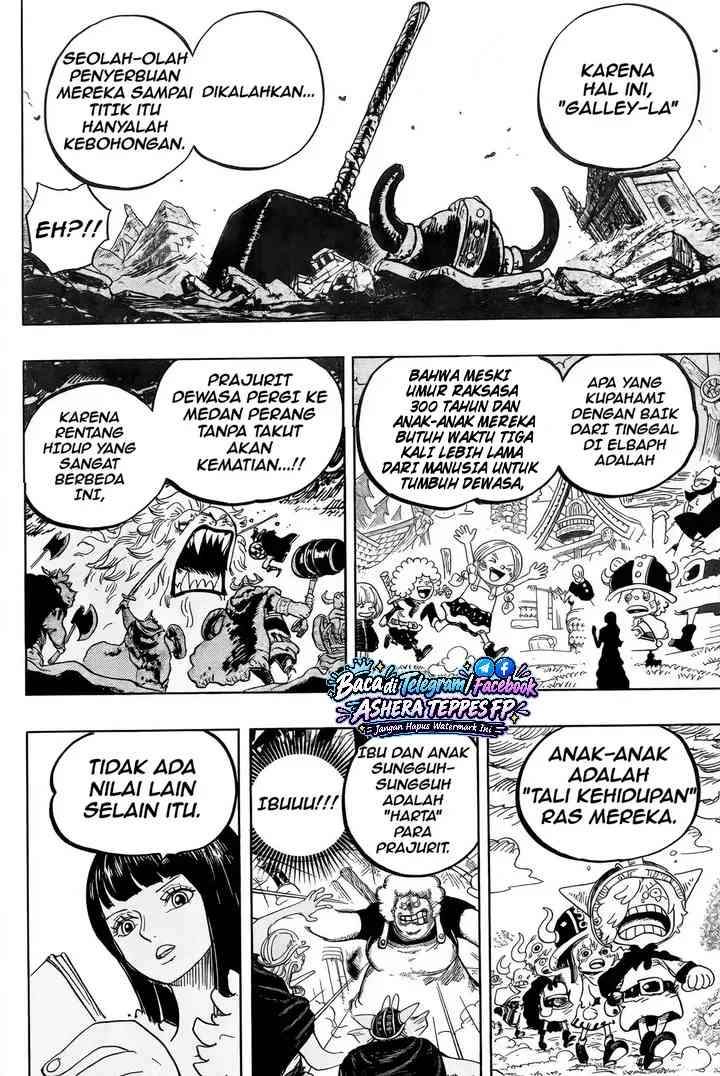 KARENA
HAL INI,
"GALLEY-LA"
DIKALAHKAN...
SEOLAH-OLAH
PENYERBUAN
MEREKA SAMPAI
TITIK ITU
HANYALAH
KEBOHONGAN.
EH?!!
APA YANG
KUPAHAMI
DENGAN BAIK
DARI TINGGAL
DI ELBAPH
ADALAH
BAHWA MESKI
UMUR RAKSASA
300 TAHUN DAN
ANAK-ANAK MEREKA
BUTUH WAKTU TIGA
KALI LEBIH LAMA
DARI MANUSIA UNTUK
TUMBUH DEWASA,
PRAJURIT
DEWASA PERGI KE
MEDAN PERANG
TANPA TAKUT
AKAN
KEMATIAN...!!
KARENA
RENTANG
HIDUP YANG
SANGAT
BERBEDA
INI,
Baca di Telegram/Facebook
ASHERA TEPPES FP
Jangan Hapus Watermark Ini
ANAK-ANAK
ADALAH
"TALI KEHIDUPAN"
RAS MEREKA.
IBU DAN ANAK
SUNGGUH-
SUNGGUH
ADALAH
"HARTA"
PARA
PRAJURIT.
IBUUU!!!
TIDAK ADA
NILAI LAIN
SELAIN ITU.